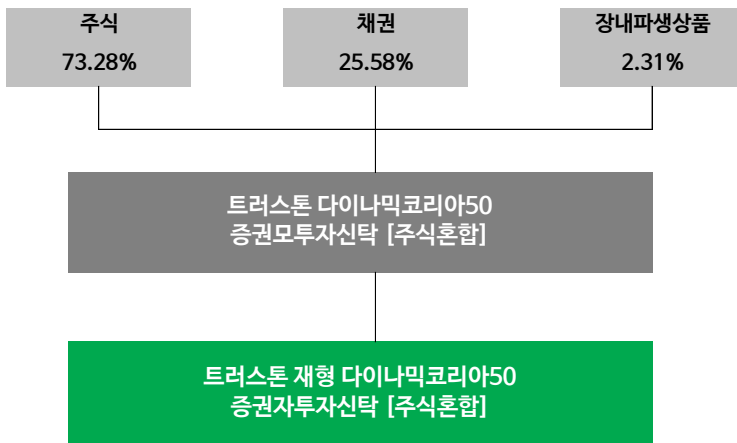 주식
73.28%
채권
25.58%
장내파생상품
2.31%
트러스톤 다이나믹코리아50
증권모투자신탁 [주식혼합]
트러스톤 재형 다이나믹코리아50
증권자투자신탁 [주식혼합]